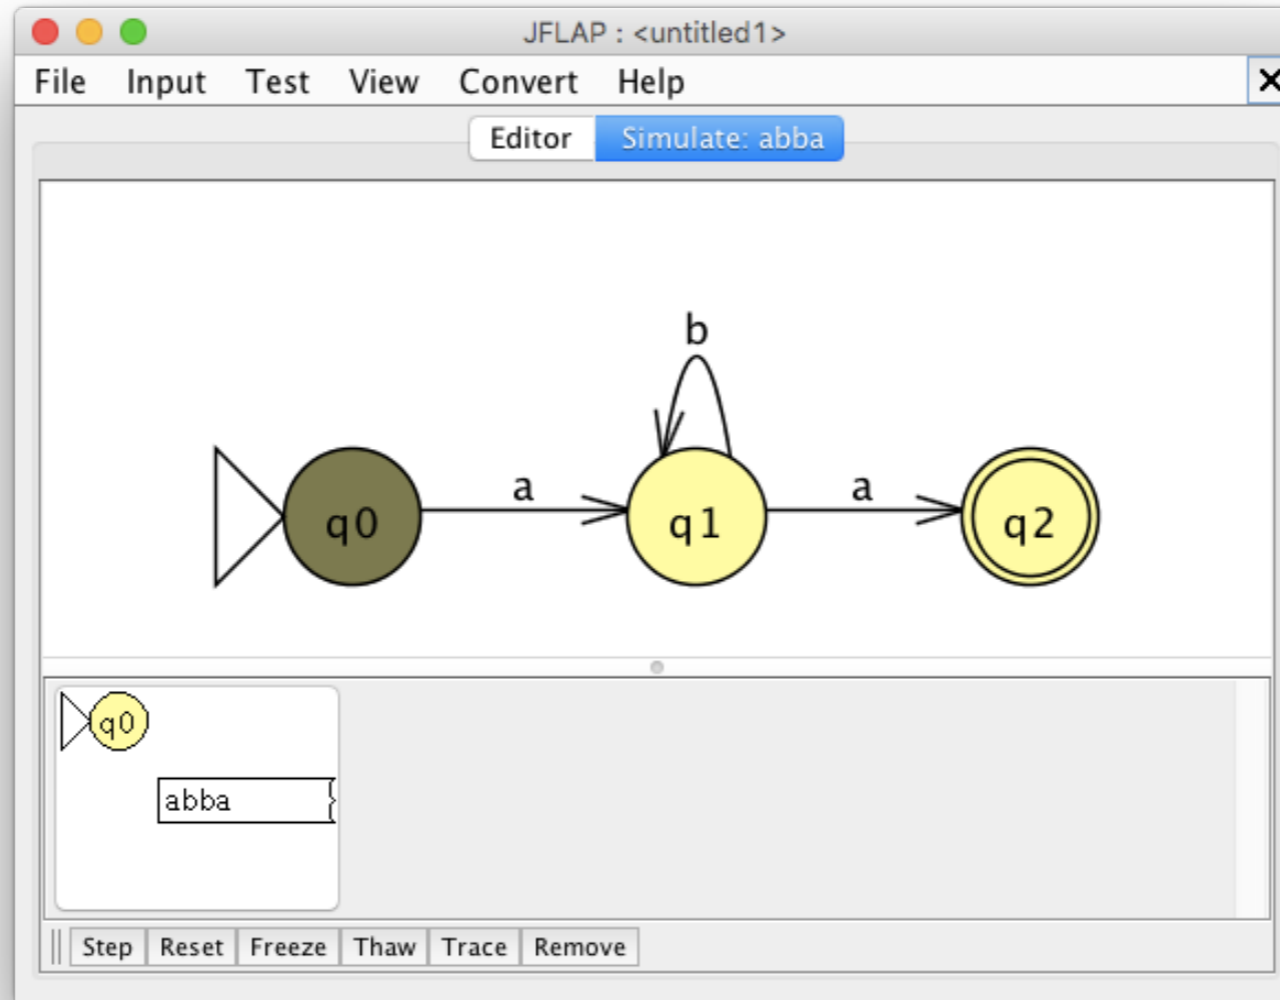 JFLAP : <untitled1>
File Input Test View Convert Help
Editor Simulate: abba
b
a a
q0 q1 q2
q0
abba
Step Reset Freeze Thaw Trace Remove